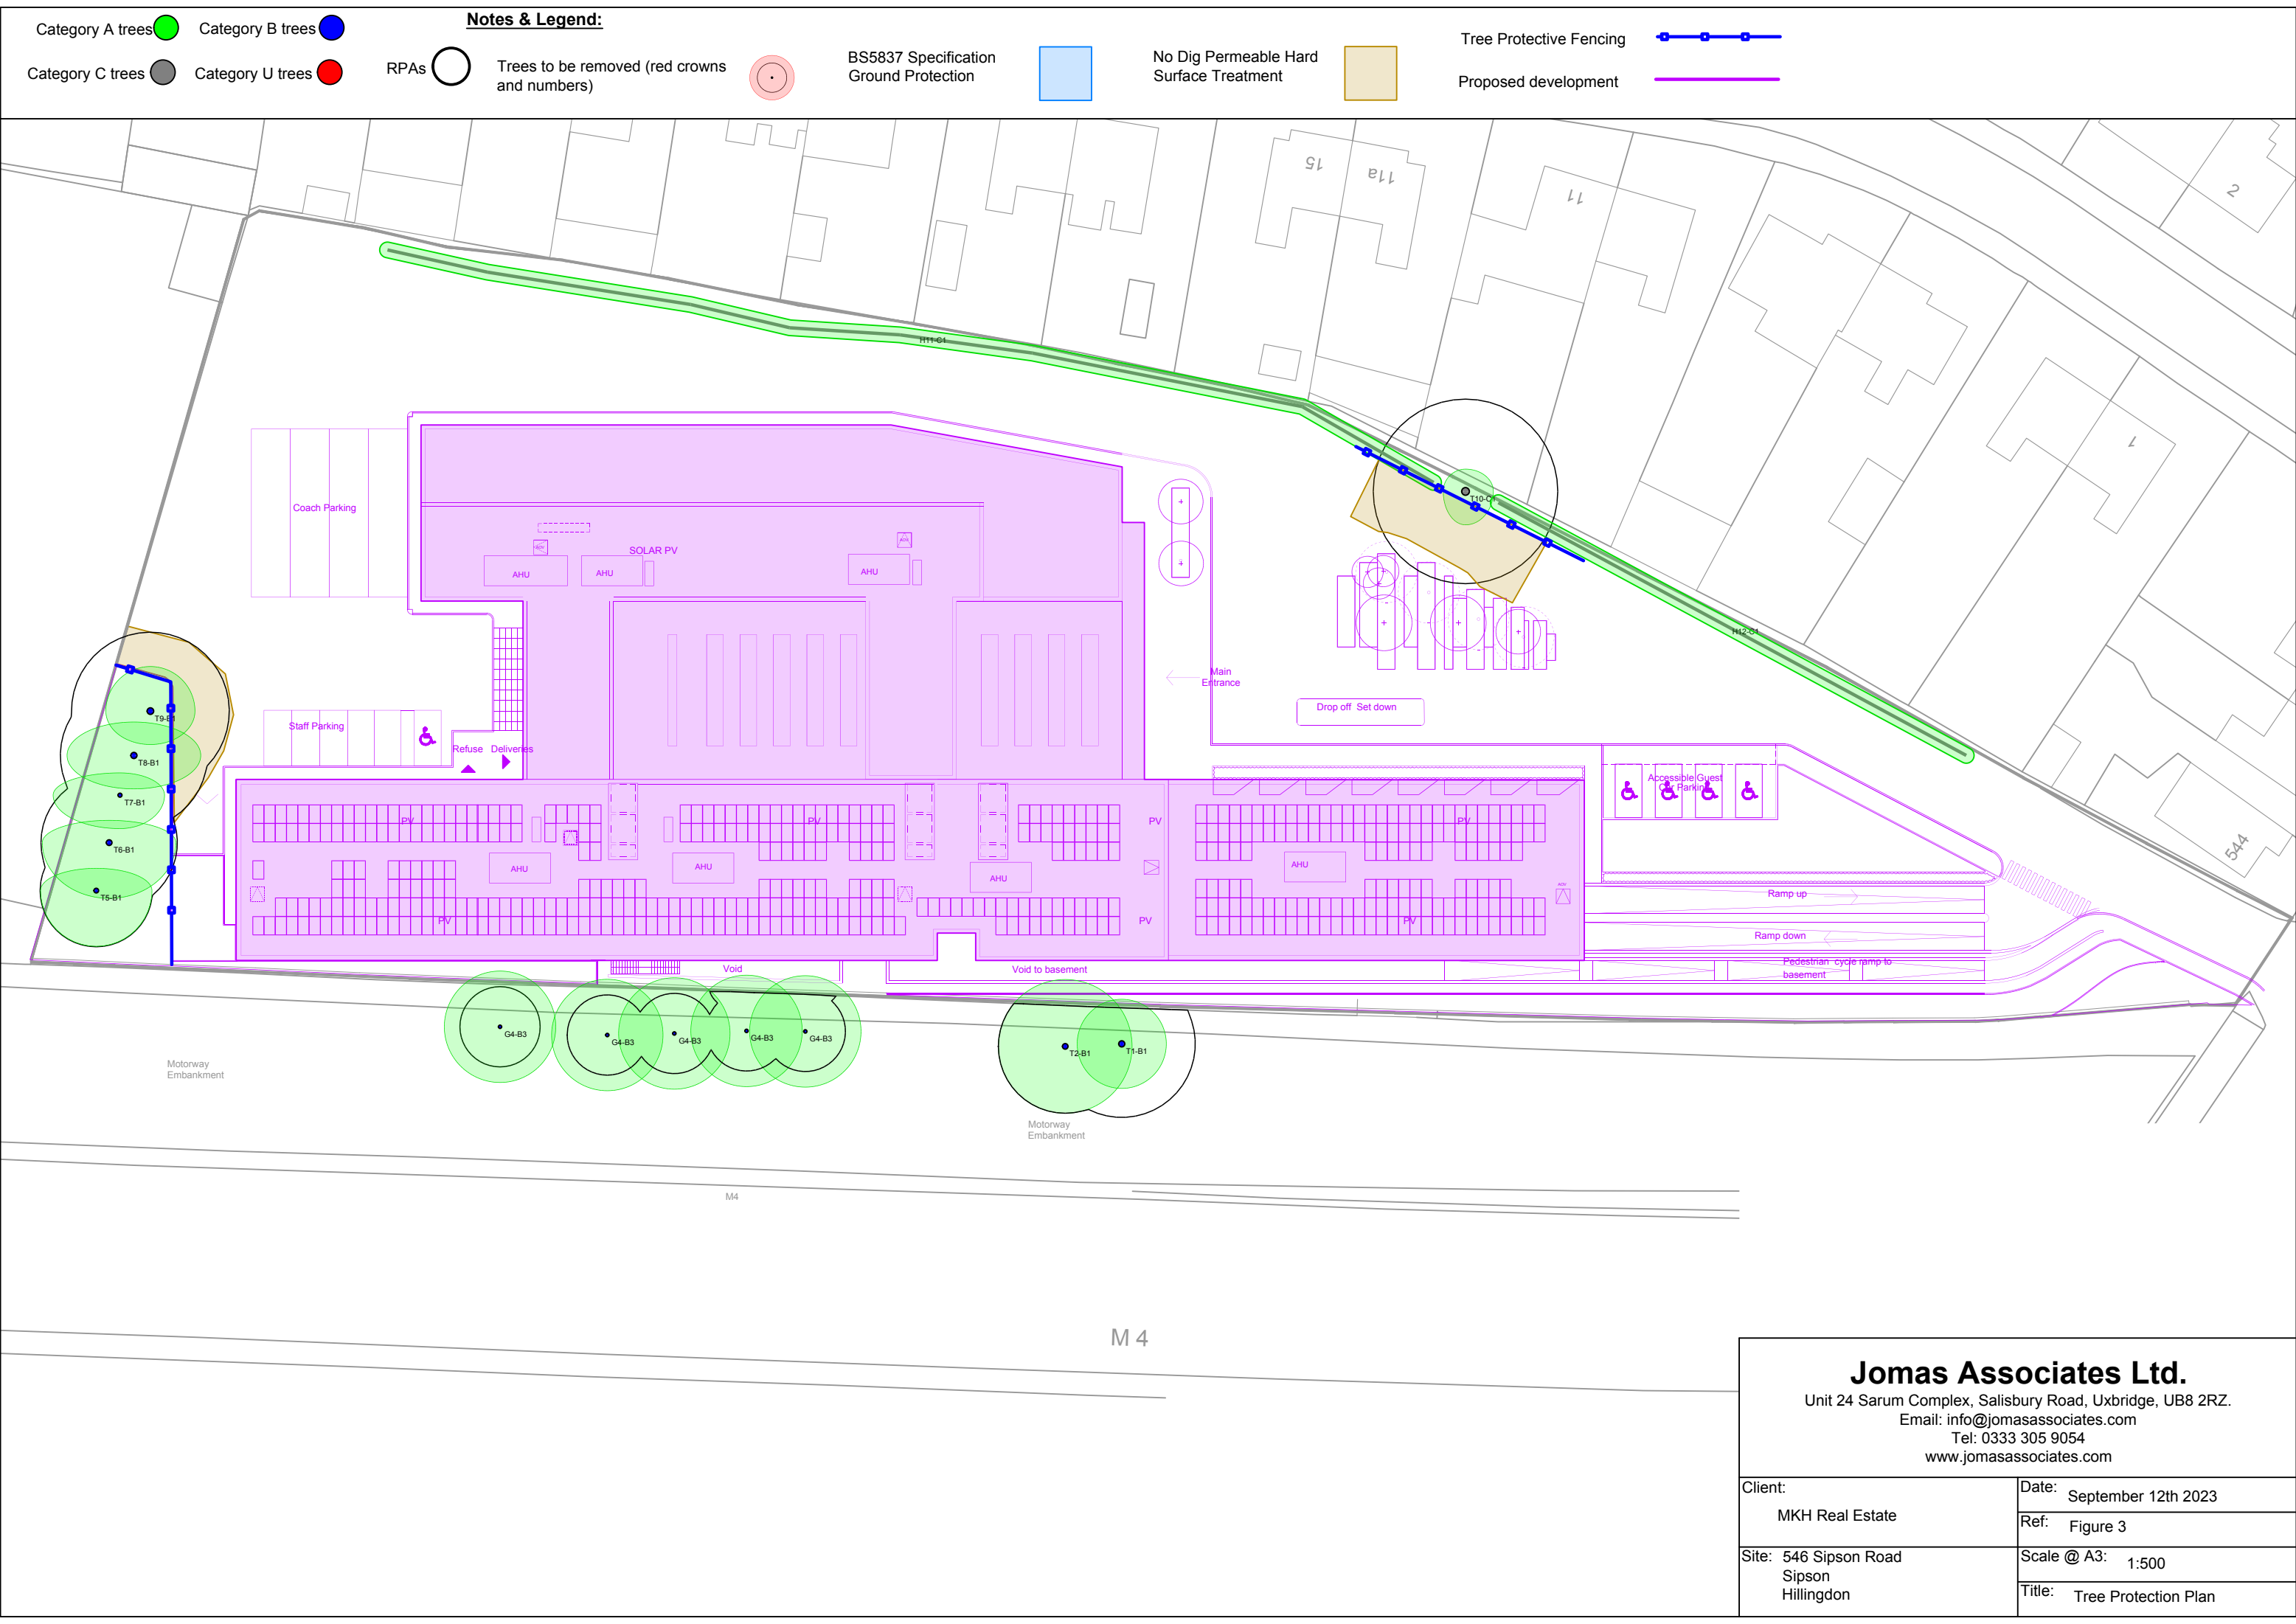 Notes & Legend:
Category A trees
Category B trees
Category C trees
Category U trees
RPAs
Trees to be removed (red crowns
and numbers)
BS5837 Specification
Ground Protection
No Dig Permeable Hard
Surface Treatment
Tree Protective Fencing
Proposed development
15
11a
11
2
1
544
H11-C1
T10-C1
H12-C1
Coach Parking
SOLAR PV
AHU
AHU
AHU
Main
Entrance
Drop off Set down
Staff Parking
Refuse
Deliveries
Accessible Guest
Car Parking
T9-B1
T8-B1
T7-B1
T6-B1
T5-B1
PV
PV
PV
PV
AHU
AHU
AHU
AHU
PV
PV
PV
Ramp up
Ramp down
Pedestrian cycle ramp to
basement
Void
Void to basement
G4-B3
G4-B3
G4-B3
G4-B3
G4-B3
T2-B1
T1-B1
Motorway
Embankment
Motorway
Embankment
M4
M 4
Jomas Associates Ltd.
Unit 24 Sarum Complex, Salisbury Road, Uxbridge, UB8 2RZ.
Email: info@jomasassociates.com
Tel: 0333 305 9054
www.jomasassociates.com
Client:
MKH Real Estate
Date: September 12th 2023
Ref: Figure 3
Site: 546 Sipson Road
Sipson
Hillingdon
Scale @ A3: 1:500
Title: Tree Protection Plan